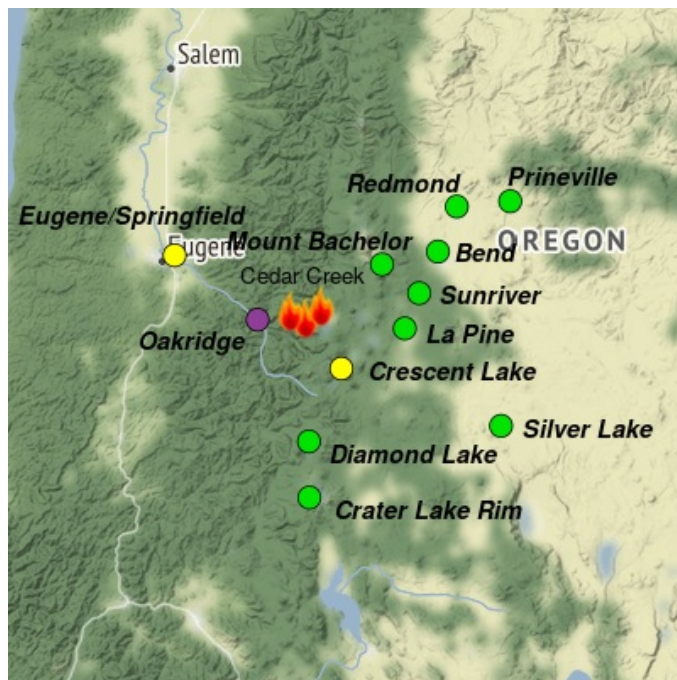 Salem
Redmond
Prineville
Eugene/Springfield
Eugene
Mount Bachelor
Bend
OREGON
Cedar Creek
Sunriver
Oakridge
La Pine
Crescent Lake
Silver Lake
Diamond Lake
Crater Lake Rim